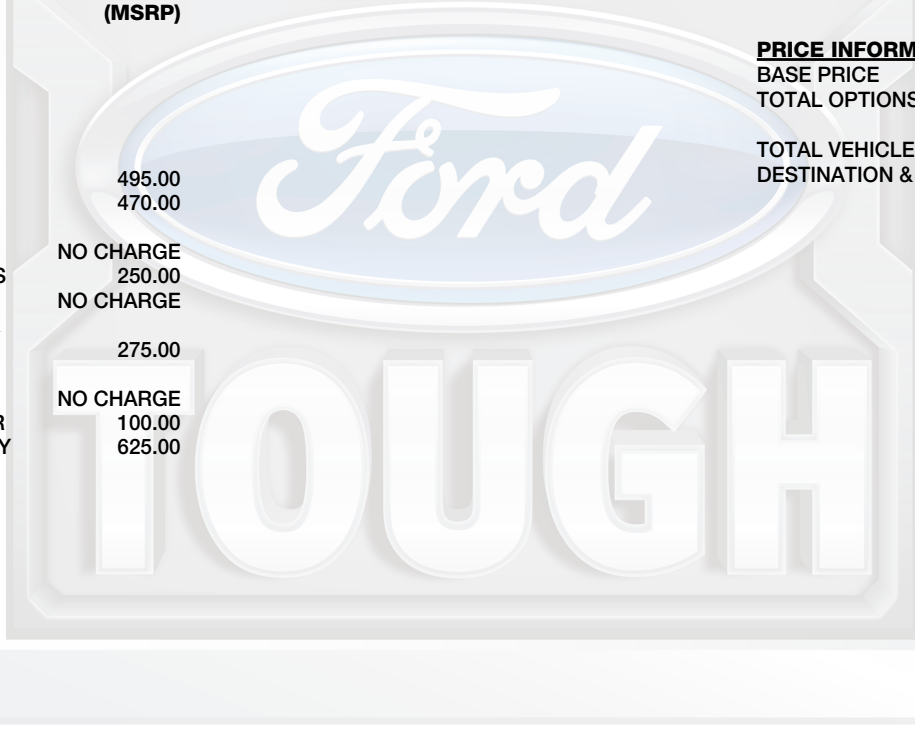 (MSRP)
495.00
470.00
NO CHARGE
S 250.00
NO CHARGE
275.00
NO CHARGE
R 100.00
Y 625.00
PRICE INFORM
BASE PRICE
TOTAL OPTIONS
TOTAL VEHICLE
DESTINATION &
Ford
TOUGH